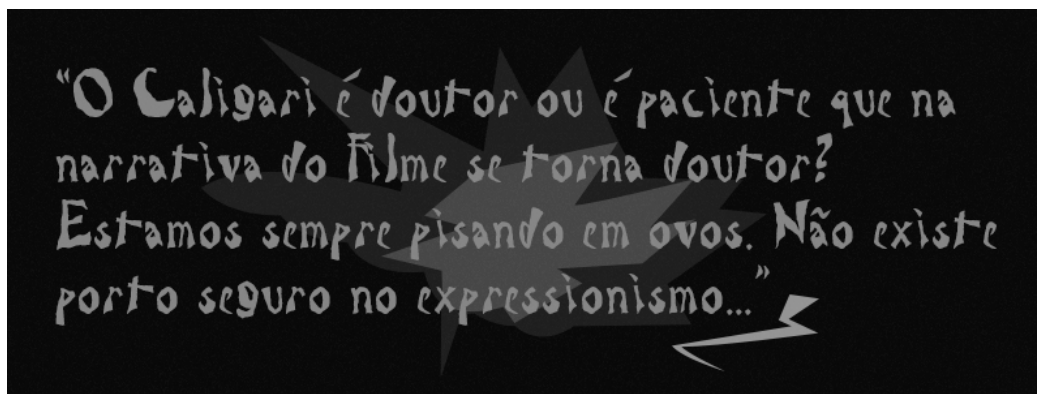 “O Caligari é doutor ou é paciente que na
narrativa do Filme se torna doutor?
Estamos sempre pisando em ovos. Não existe
porto seguro no expressionismo...”